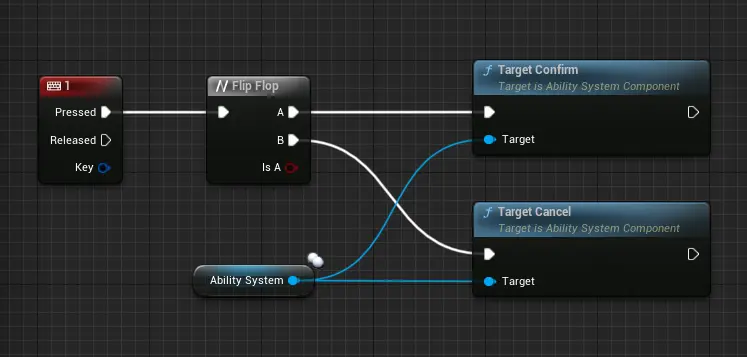 1
Pressed
Released
Key
Flip Flop
A
B
Is A
Target Confirm
Target is Ability System Component
Target
Target Cancel
Target is Ability System Component
Target
Ability System